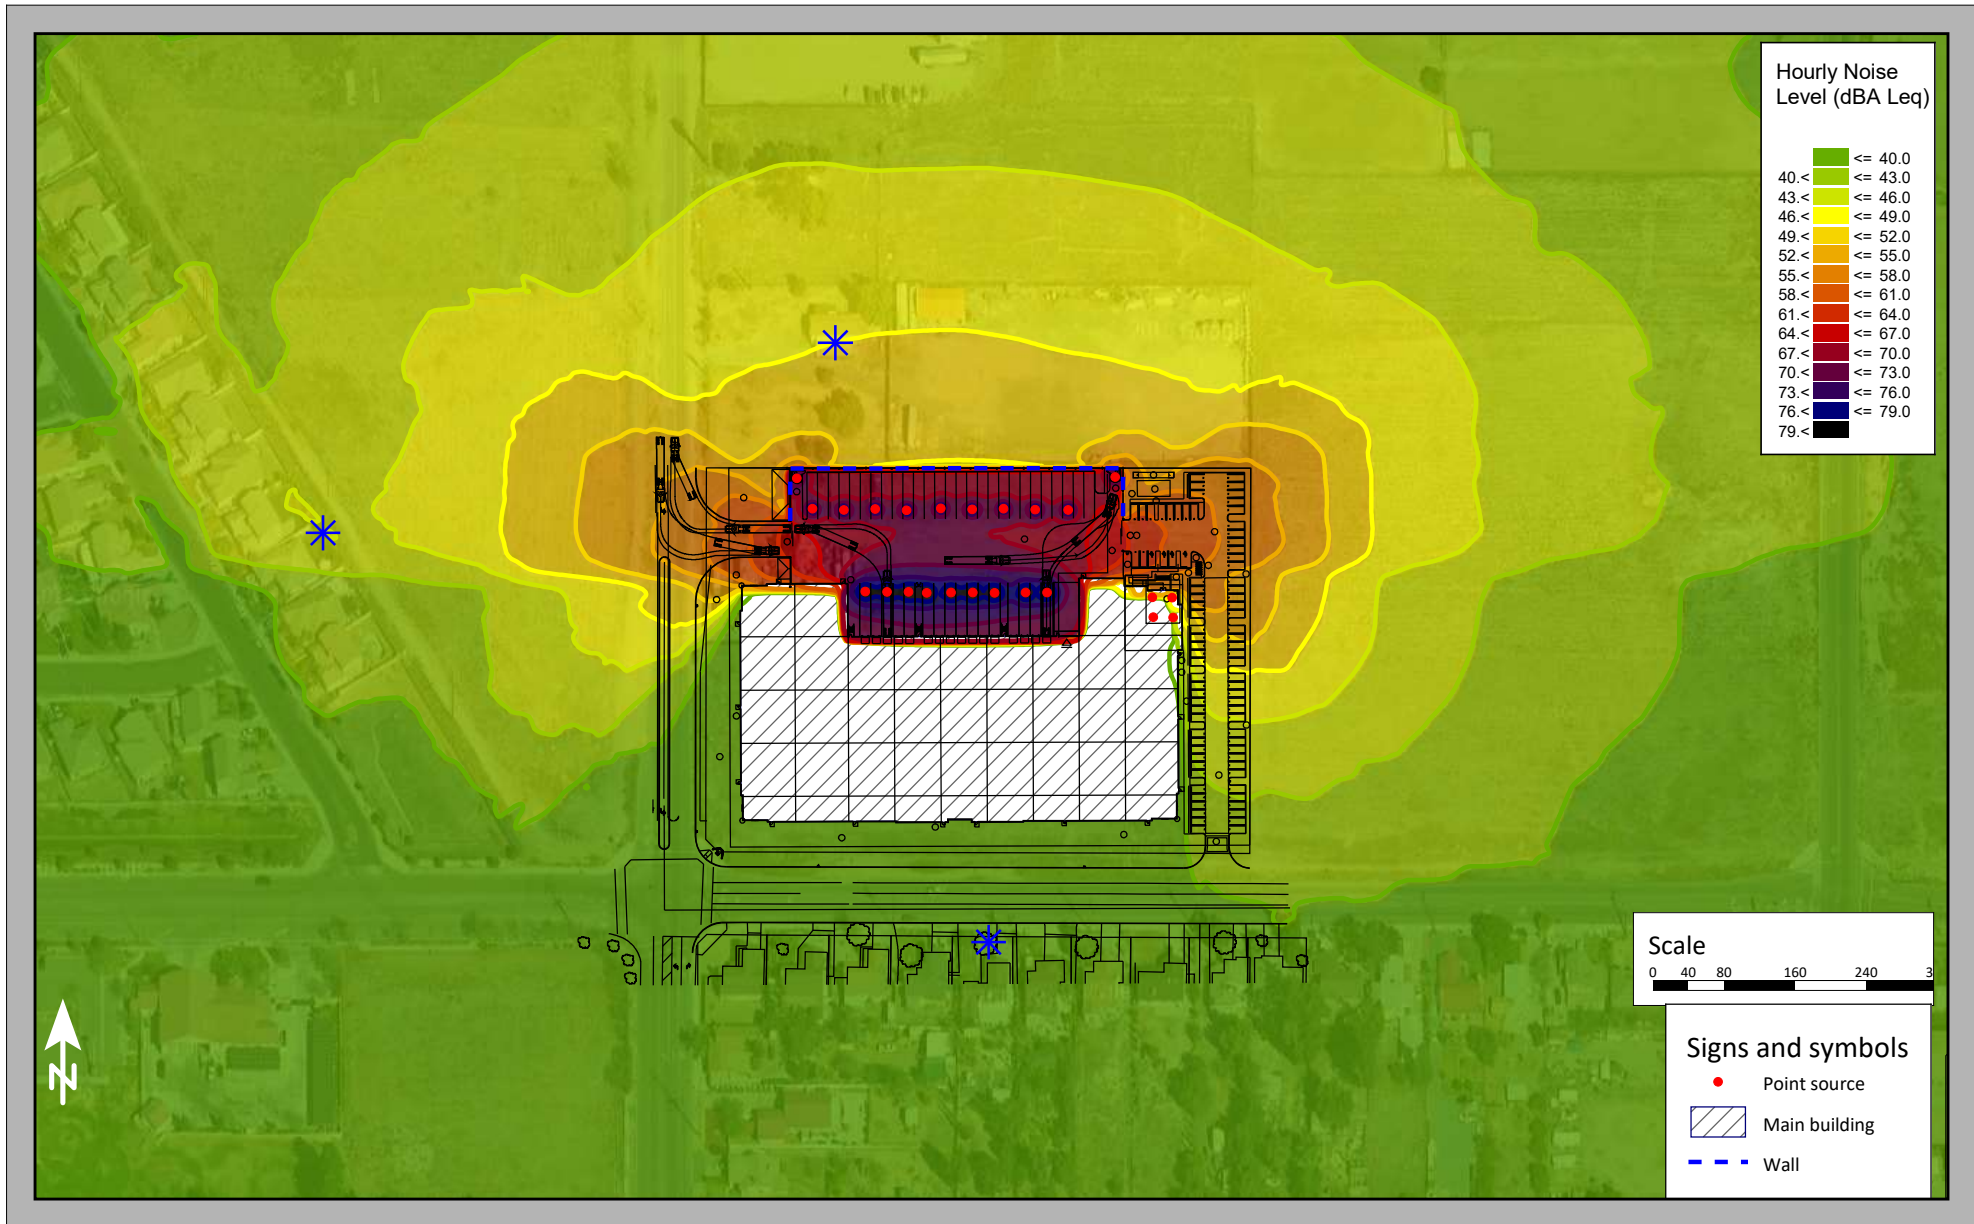 Hourly Noise
Level (dBA Leq)
<= 40.0
40.< <= 43.0
43.< <= 46.0
46.< <= 49.0
49.< <= 52.0
52.< <= 55.0
55.< <= 58.0
58.< <= 61.0
61.< <= 64.0
64.< <= 67.0
67.< <= 70.0
70.< <= 73.0
73.< <= 76.0
76.< <= 79.0
79.<
Scale
0 40 80 160 240 3
N
Signs and symbols
Point source
Main building
Wall